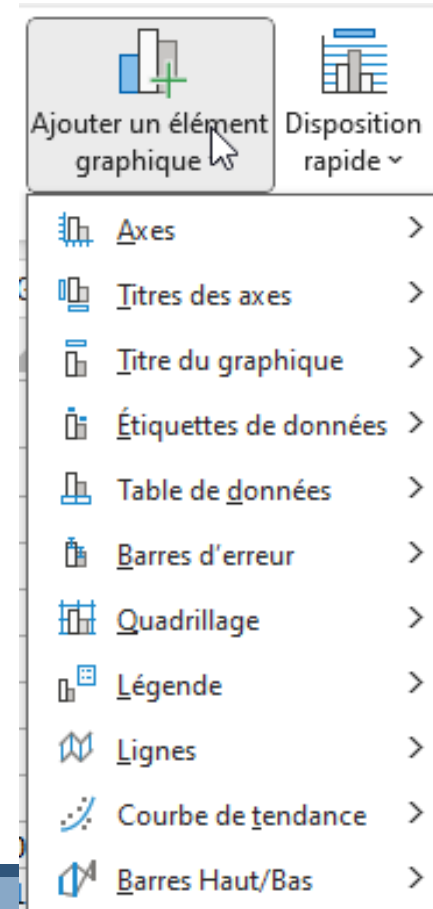 Ajouter un élément
graphique
Disposition
rapide
Axes
Titres des axes
Titre du graphique
Étiquettes de données
Table de données
Barres d'erreur
Quadrillage
Légende
Lignes
Courbe de tendance
Barres Haut/Bas